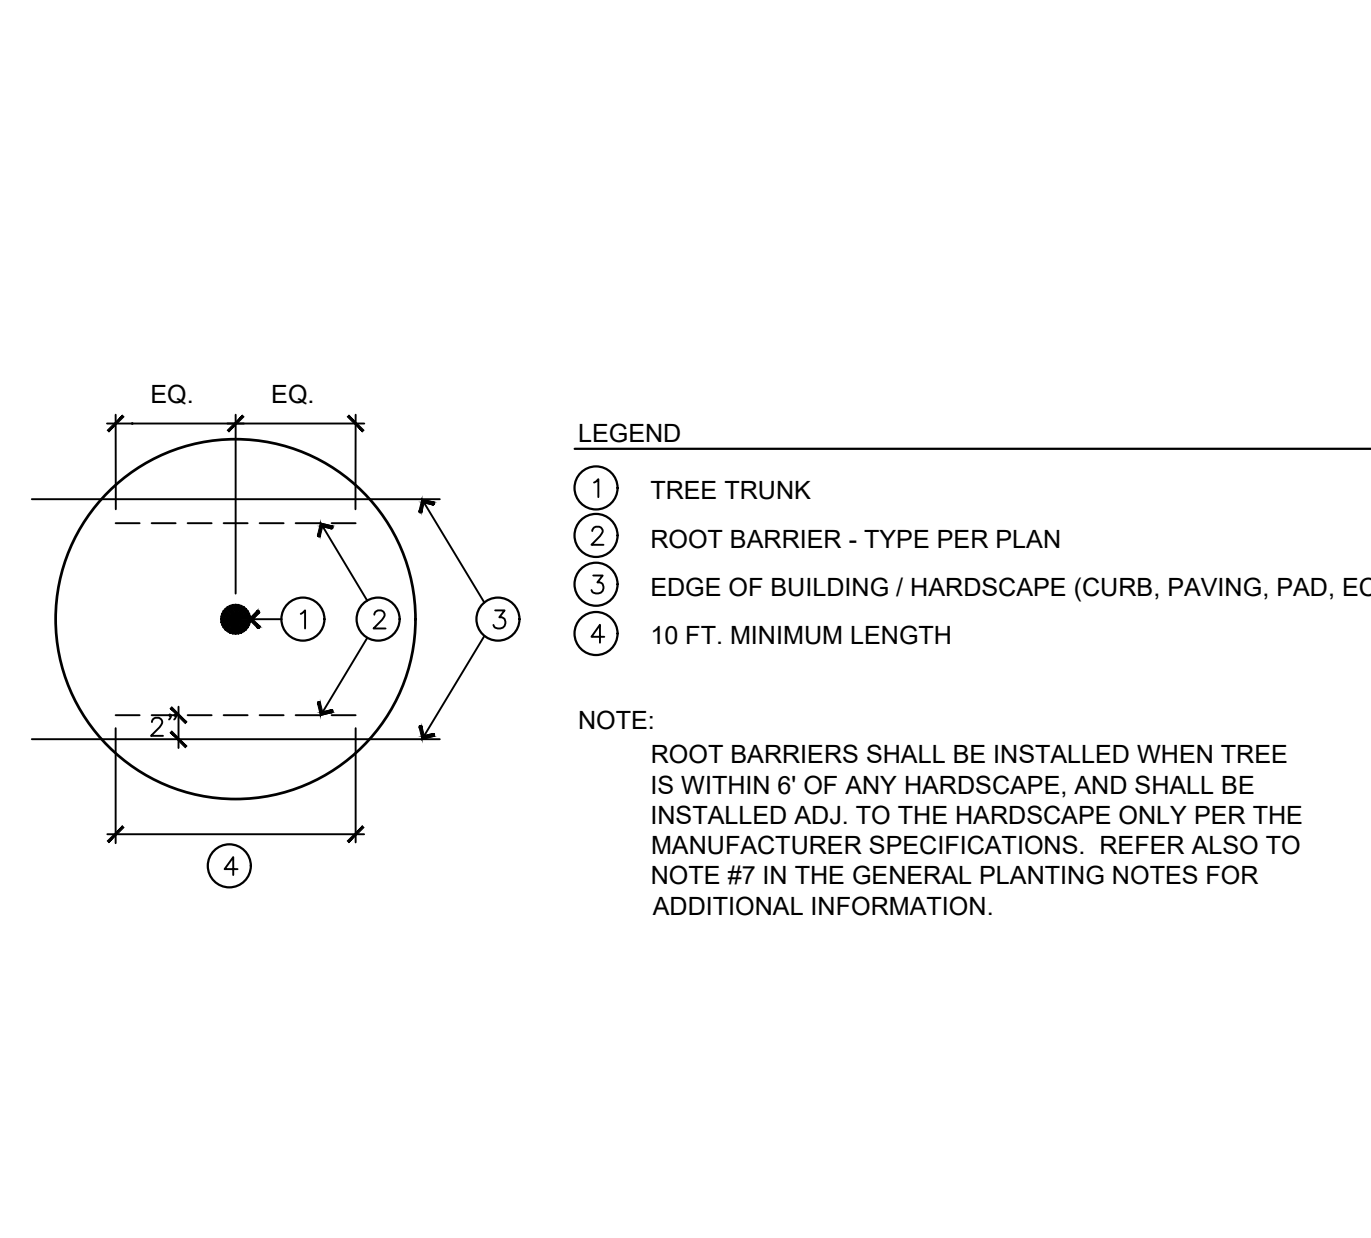 EQ. EQ.
LEGEND
1 TREE TRUNK
2 ROOT BARRIER - TYPE PER PLAN
3 EDGE OF BUILDING / HARDSCAPE (CURB, PAVING, PAD,
4 10 FT. MINIMUM LENGTH
1 2 3
2"
4
NOTE:
ROOT BARRIERS SHALL BE INSTALLED WHEN TREE
IS WITHIN 6' OF ANY HARDSCAPE, AND SHALL BE
INSTALLED ADJ. TO THE HARDSCAPE ONLY PER THE
MANUFACTURER SPECIFICATIONS. REFER ALSO TO
NOTE #7 IN THE GENERAL PLANTING NOTES FOR
ADDITIONAL INFORMATION.